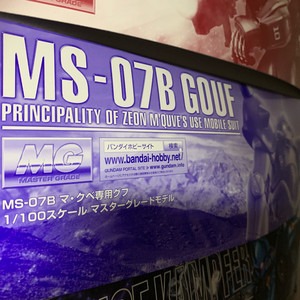 MS-07B GOUF
PRINCIPALITY OF ZEON M'QUVE'S USE MOBILE SUIT
MG
MASTER GRADE
バンダイホビーサイト
検索
www.bandai-hobby.net/
GUNDAM PORTAL SITE
www.gundam.info
MS-07B マ・クベ専用グフ
1/100スケール マスターグレードモデル